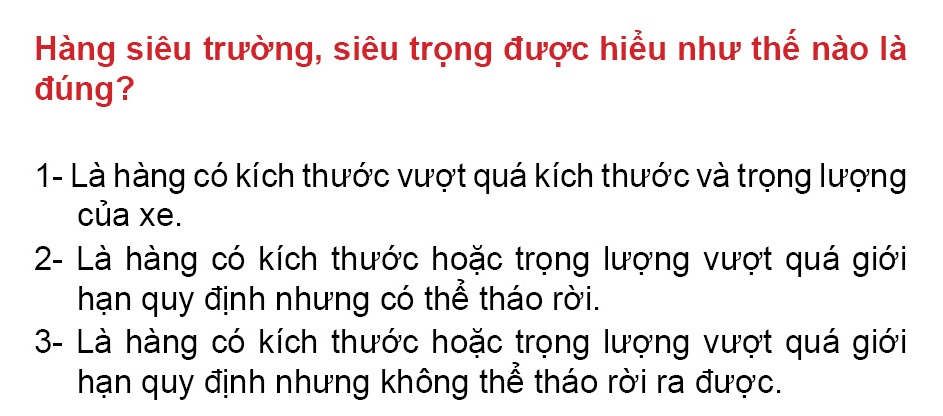 Hàng siêu trường, siêu trọng được hiểu như thế nào là
đúng?
1- Là hàng có kích thước vượt quá kích thước và trọng lượng
của xe.
2- Là hàng có kích thước hoặc trọng lượng vượt quá giới
hạn quy định nhưng có thể tháo rời.
3- Là hàng có kích thước hoặc trọng lượng vượt quá giới
hạn quy định nhưng không thể tháo rời ra được.